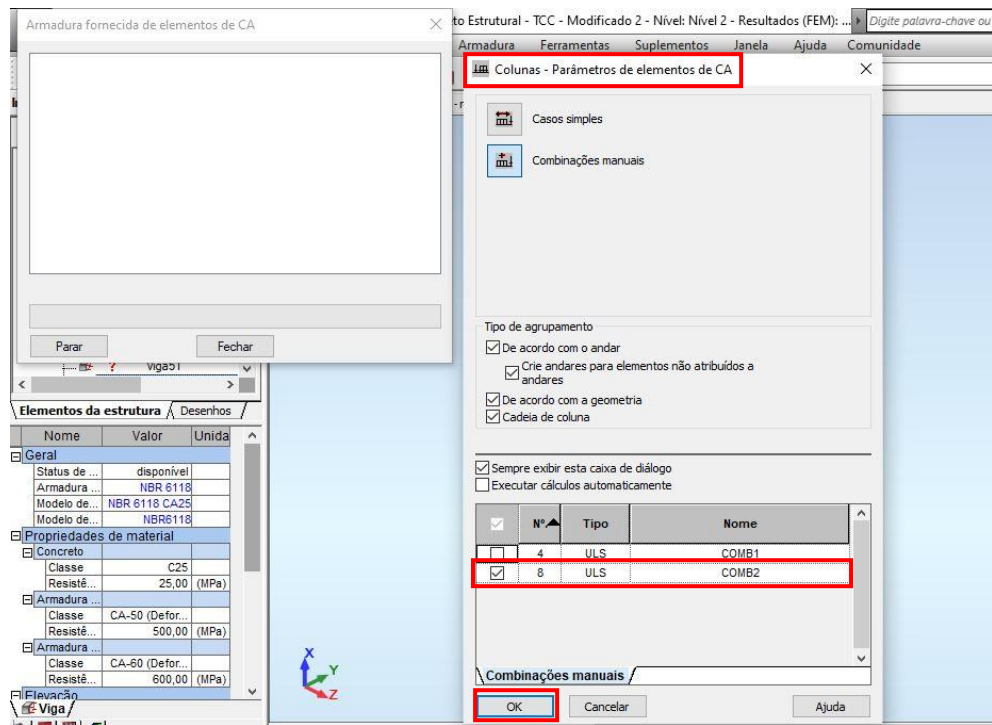 Armadura fornecida de elementos de CA
to Estrutural - TCC - Modificado 2 - Nível: Nível 2 - Resultados (FEM): ...
Digite palavra-chave ou
Armadura Ferramentas Suplementos Janela Ajuda Comunidade
Colunas - Parâmetros de elementos de CA
Casos simples
Combinações manuais
Tipo de agrupamento
De acordo com o andar
Crie andares para elementos não atribuídos a
andares
De acordo com a geometria
Cadeia de coluna
Sempre exibir esta caixa de diálogo
Executar cálculos automaticamente
Nº Tipo Nome
4 ULS COMB1
8 ULS COMB2
Combinações manuais
OK Cancelar Ajuda
Parar Fechar
? Viga51
Elementos da estrutura Desenhos
Nome Valor Unida
Geral
Status de ... disponível
Armadura ... NBR 6118
Modelo de... NBR 6118 CA25
Modelo de... NBR6118
Propriedades de material
Concreto
Classe C25
Resistê... 25,00 (MPa)
Armadura ...
Classe CA-50 (Defor...
Resistê... 500,00 (MPa)
Armadura ...
Classe CA-60 (Defor...
Resistê... 600,00 (MPa)
Elevação
Viga
X
Y
Z